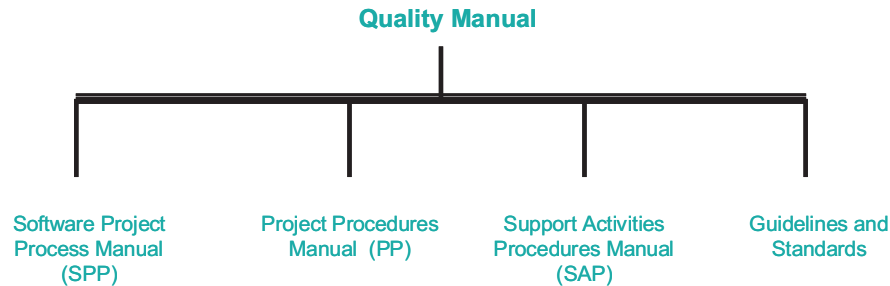 Quality Manual
Software Project
Process Manual
(SPP)
Project Procedures
Manual (PP)
Support Activities
Procedures Manual
(SAP)
Guidelines and
Standards